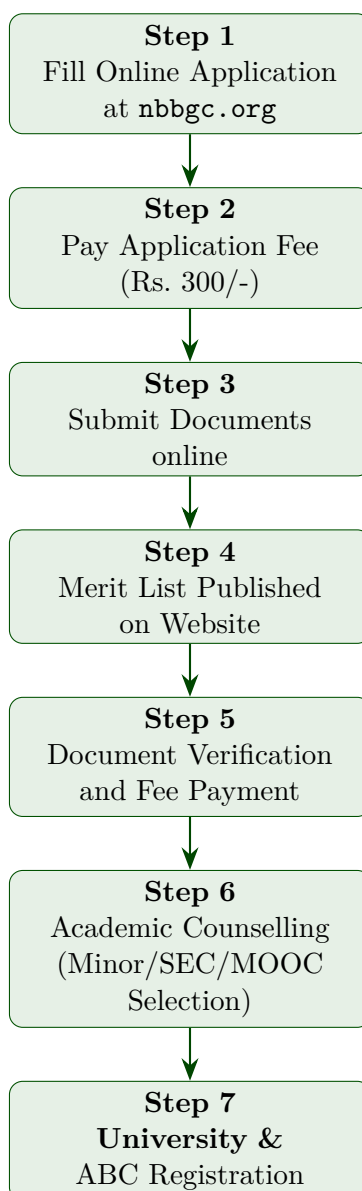 Step 1
Fill Online Application
at nbbgc.org
Step 2
Pay Application Fee
(Rs. 300/-)
Step 3
Submit Documents
online
Step 4
Merit List Published
on Website
Step 5
Document Verification
and Fee Payment
Step 6
Academic Counselling
(Minor/SEC/MOOC
Selection)
Step 7
University &
ABC Registration